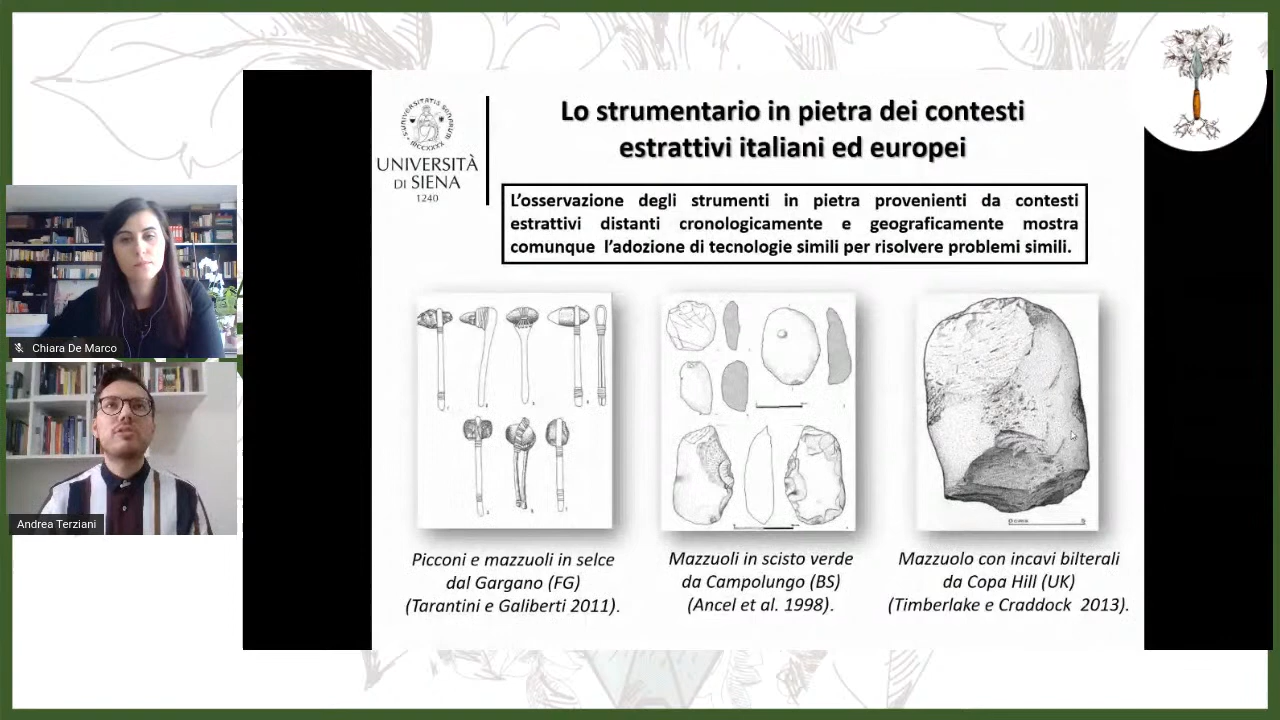 Lo strumentario in pietra dei contesti
estrattivi italiani ed europei
UNIVERSITÀ
DI SIENA
1240
L'osservazione degli strumenti in pietra provenienti da contesti
estrattivi distanti cronologicamente e geograficamente mostra
comunque l'adozione di tecnologie simili per risolvere problemi simili.
Chiara De Marco
Andrea Terziani
Picconi e mazzuoli in selce
dal Gargano (FG)
(Tarantini e Galiberti 2011).
Mazzuoli in scisto verde
da Campolungo (BS)
(Ancel et al. 1998).
Mazzuolo con incavi bilterali
da Copa Hill (UK)
(Timberlake e Craddock 2013).